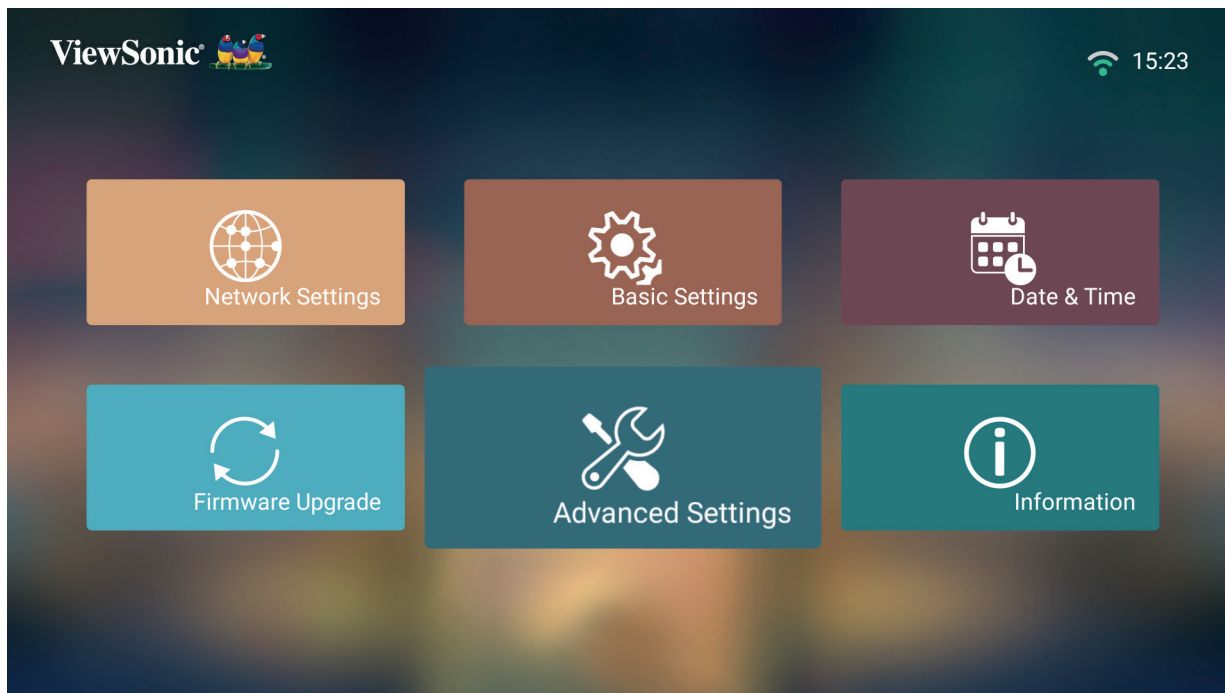 ViewSonic®
15:23
Network Settings
Basic Settings
Date & Time
Firmware Upgrade
Advanced Settings
Information